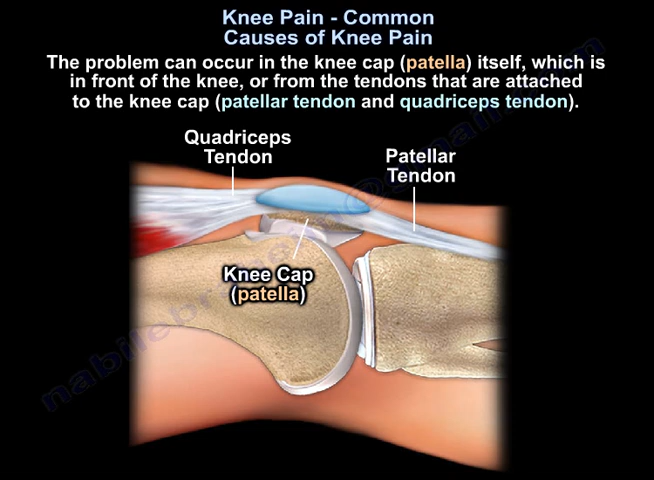 Knee Pain - Common
Causes of Knee Pain
The problem can occur in the knee cap (patella) itself, which is
in front of the knee, or from the tendons that are attached
to the knee cap (patellar tendon and quadriceps tendon).
Quadriceps
Tendon
Patellar
Tendon
Knee Cap
(patella)